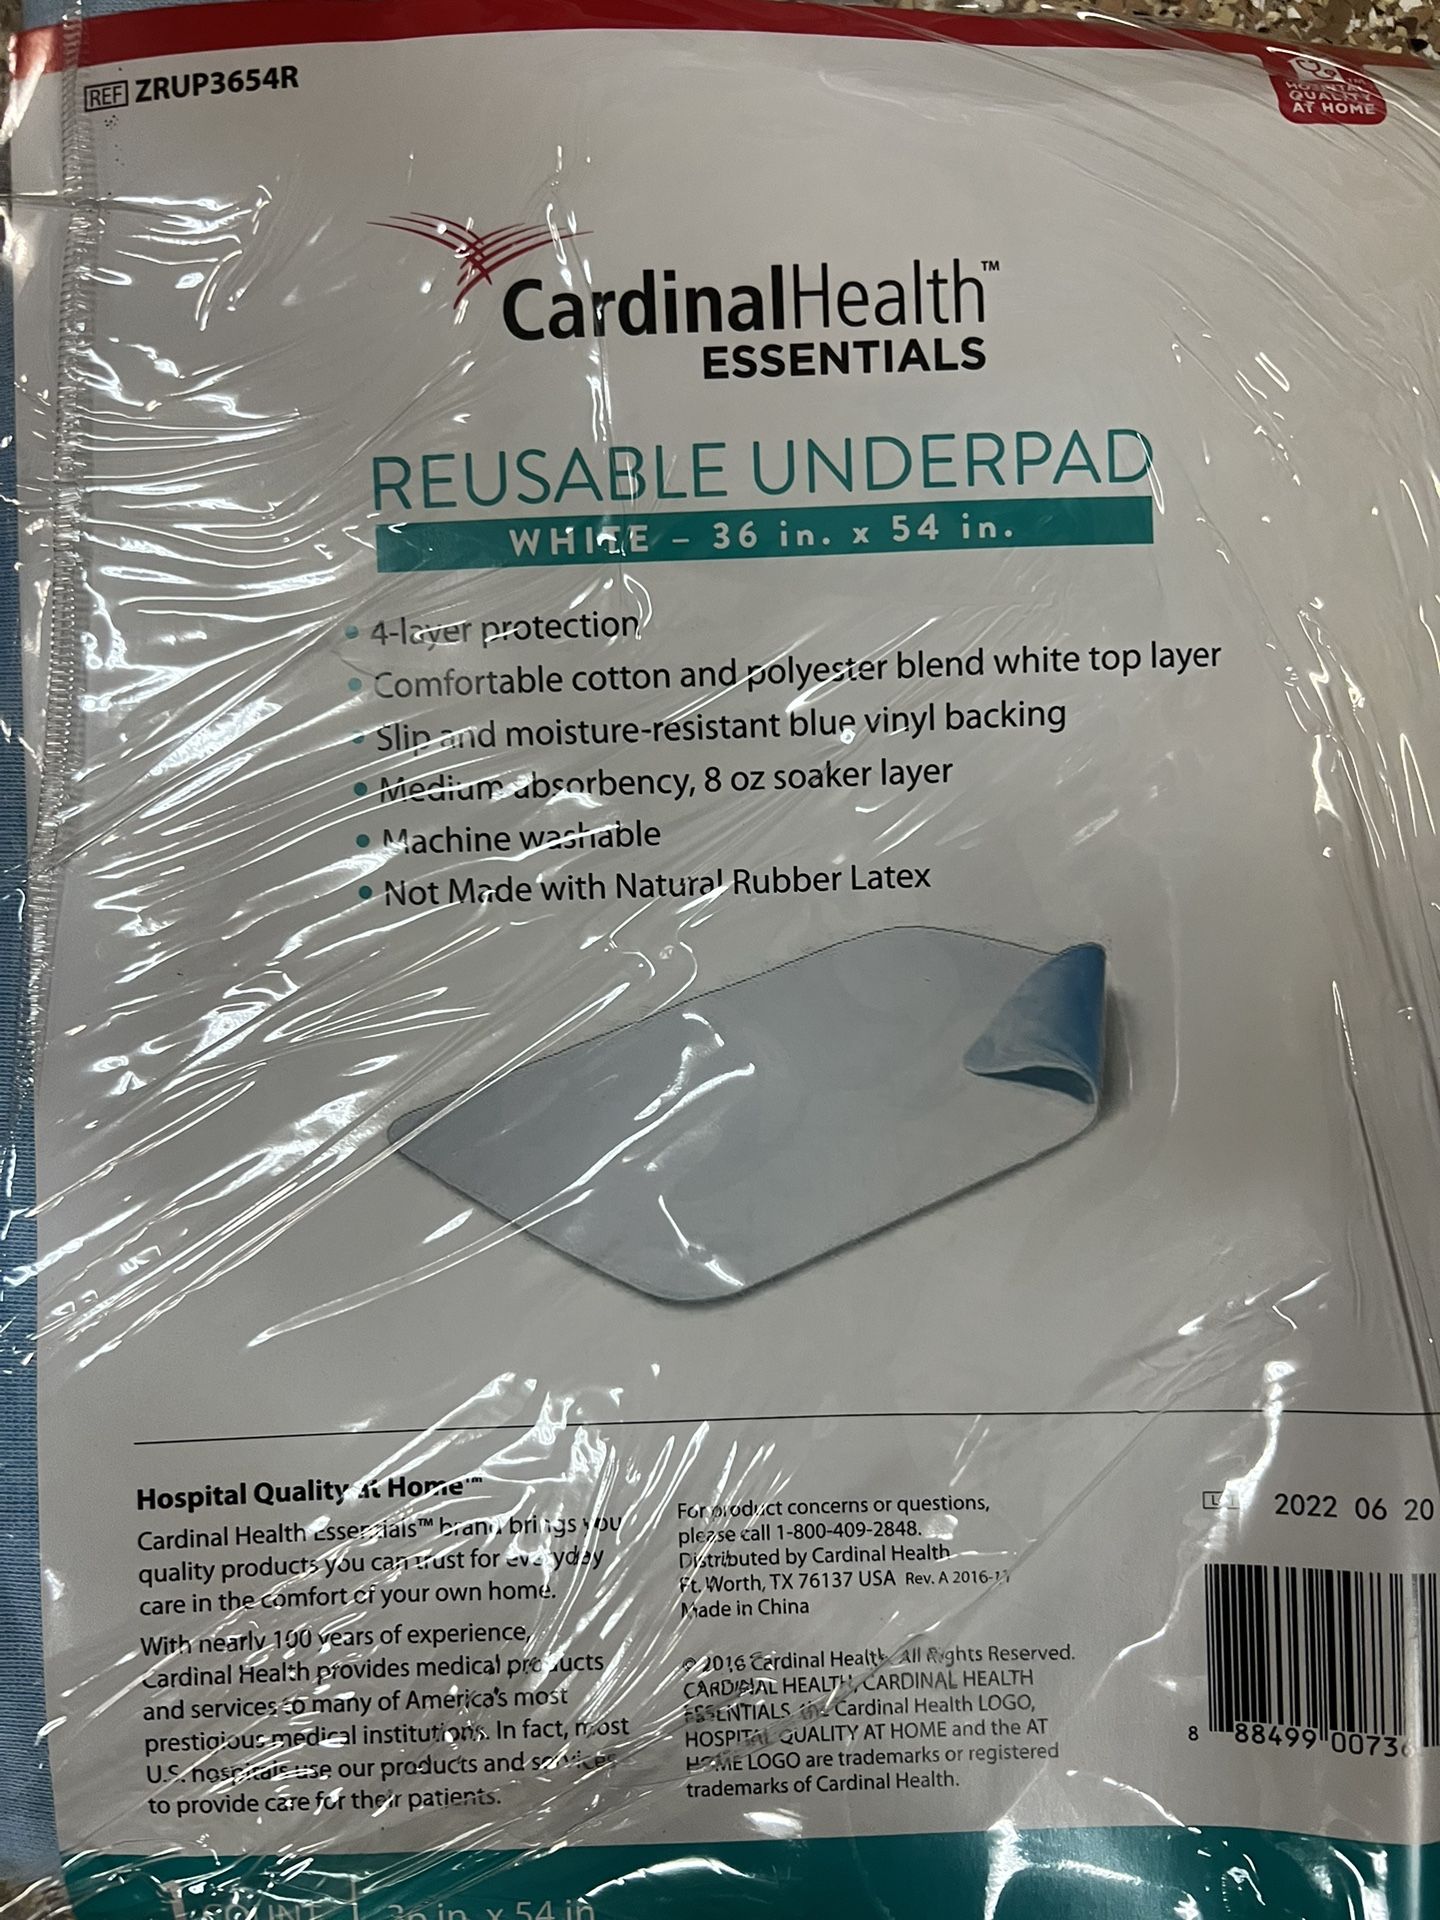 REF ZRUP3654R
QUALITY
AT HOME
CardinalHealth™
ESSENTIALS
REUSABLE UNDERPAD
WHITE – 36 in. x 54 in.
• 4-layer protection
• Comfortable cotton and polyester blend white top layer
• Slip and moisture-resistant blue vinyl backing
• Medium absorbency, 8 oz soaker layer
• Machine washable
• Not Made with Natural Rubber Latex
Hospital Quality at Home™
Cardinal Health Essentials™ brand brings you
quality products you can trust for everyday
care in the comfort of your own home.
With nearly 100 years of experience,
Cardinal Health provides medical products
and services to many of America's most
prestigious medical institutions. In fact, most
U.S. hospitals use our products and services
to provide care for their patients.
For product concerns or questions,
please call 1-800-409-2848.
Distributed by Cardinal Health
Ft. Worth, TX 76137 USA Rev. A
Made in China
© 2016 Cardinal Health. All Rights Reserved.
CARDINAL HEALTH, CARDINAL HEALTH
ESSENTIALS, the Cardinal Health LOGO,
HOSPITAL QUALITY AT HOME and the AT
HOME LOGO are trademarks or registered
trademarks of Cardinal Health.
LOT 2022 06 20
8 88499 0073
COUNT 36 in x 54 in